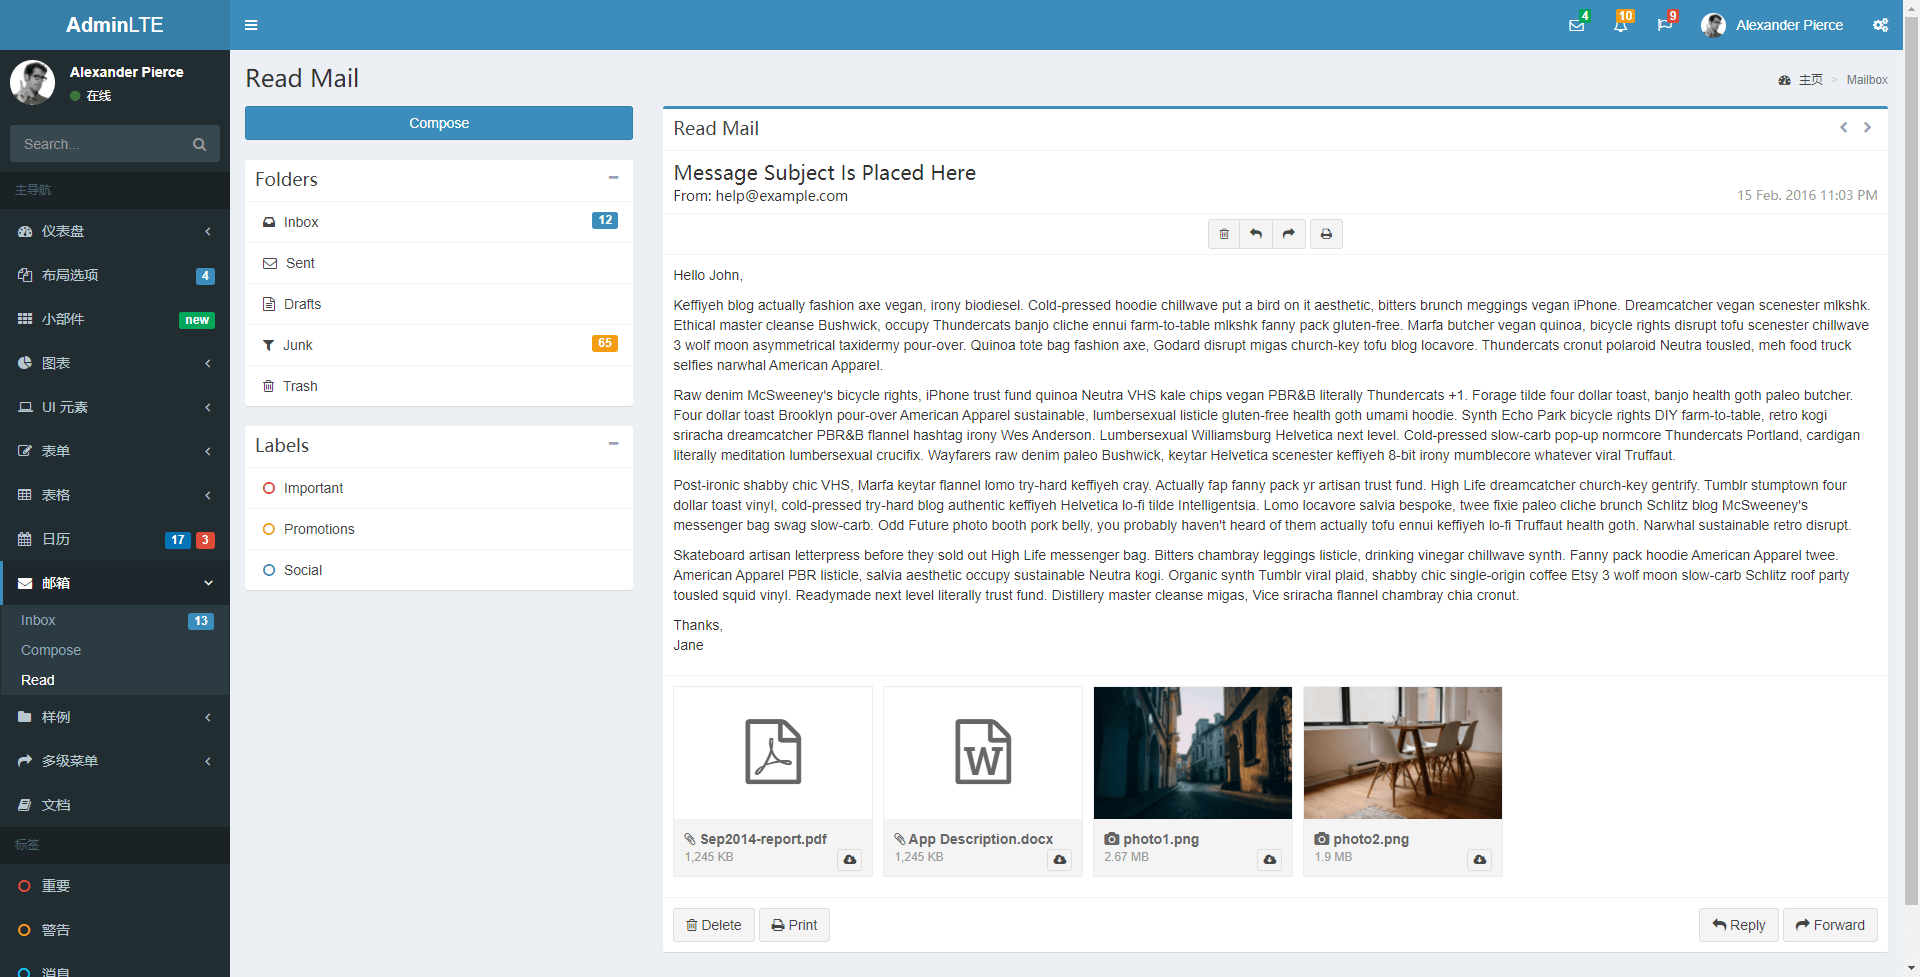 AdminLTE
4
10
9
Alexander Pierce
Alexander Pierce
在线
Search...
主导航
仪表盘
布局选项
4
小部件
new
图表
UI 元素
表单
表格
日历
17
3
邮箱
Inbox
13
Compose
Read
样例
多级菜单
文档
标签
重要
警告
消息
Read Mail
主页 > Mailbox
Compose
Folders
Inbox
12
Sent
Drafts
Junk
65
Trash
Labels
Important
Promotions
Social
Read Mail
Message Subject Is Placed Here
From: help@example.com
15 Feb. 2016 11:03 PM
Hello John,
Keffiyeh blog actually fashion axe vegan, irony biodiesel. Cold-pressed hoodie chillwave put a bird on it aesthetic, bitters brunch meggings vegan iPhone. Dreamcatcher vegan scenester mlkshk.
Ethical master cleanse Bushwick, occupy Thundercats banjo cliche ennui farm-to-table mlkshk fanny pack gluten-free. Marfa butcher vegan quinoa, bicycle rights disrupt tofu scenester chillwave
3 wolf moon asymmetrical taxidermy pour-over. Quinoa tote bag fashion axe, Godard disrupt migas church-key tofu blog locavore. Thundercats cronut polaroid Neutra tousled, meh food truck
selfies narwhal American Apparel.
Raw denim McSweeney's bicycle rights, iPhone trust fund quinoa Neutra VHS kale chips vegan PBR&B literally Thundercats +1. Forage tilde four dollar toast, banjo health goth paleo butcher.
Four dollar toast Brooklyn pour-over American Apparel sustainable, lumbersexual listicle gluten-free health goth umami hoodie. Synth Echo Park bicycle rights DIY farm-to-table, retro kogi
sriracha dreamcatcher PBR&B flannel hashtag irony Wes Anderson. Lumbersexual Williamsburg Helvetica next level. Cold-pressed slow-carb pop-up normcore Thundercats Portland, cardigan
literally meditation lumbersexual crucifix. Wayfarers raw denim paleo Bushwick, keytar Helvetica scenester keffiyeh 8-bit irony mumblecore whatever viral Truffaut.
Post-ironic shabby chic VHS, Marfa keytar flannel lomo try-hard keffiyeh cray. Actually fap fanny pack yr artisan trust fund. High Life dreamcatcher church-key gentrify. Tumblr stumptown four
dollar toast vinyl, cold-pressed try-hard blog authentic keffiyeh Helvetica lo-fi tilde Intelligentsia. Lomo locavore salvia bespoke, twee fixie paleo cliche brunch Schlitz blog McSweeney's
messenger bag swag slow-carb. Odd Future photo booth pork belly, you probably haven't heard of them actually tofu ennui keffiyeh lo-fi Truffaut health goth. Narwhal sustainable retro disrupt.
Skateboard artisan letterpress before they sold out High Life messenger bag. Bitters chambray leggings listicle, drinking vinegar chillwave synth. Fanny pack hoodie American Apparel twee.
American Apparel PBR listicle, salvia aesthetic occupy sustainable Neutra kogi. Organic synth Tumblr viral plaid, shabby chic single-origin coffee Etsy 3 wolf moon slow-carb Schlitz roof party
tousled squid vinyl. Readymade next level literally trust fund. Distillery master cleanse migas, Vice sriracha flannel chambray chia cronut.
Thanks,
Jane
W
Sep2014-report.pdf
1,245 KB
App Description.docx
1,245 KB
photo1.png
2.67 MB
photo2.png
1.9 MB
Delete
Print
Reply
Forward